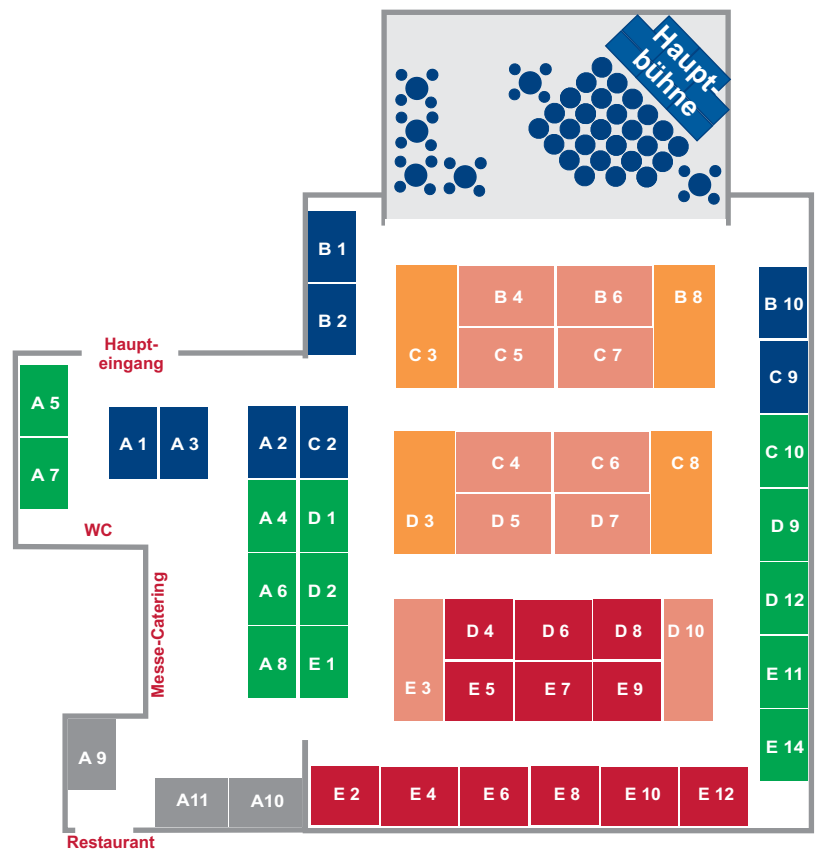 Haupt-
bühne
B 1
B 2
B 4
B 6
B 8
C 3
C 5
C 7
B 10
C 9
Haupt-
eingang
A 5
A 7
A 1
A 3
A 2
C 2
A 4
D 1
A 6
D 2
A 8
E 1
C 4
C 6
C 8
D 3
D 5
D 7
C 10
D 9
D 12
E 11
E 14
WC
Messe-Catering
D 4
D 6
D 8
D 10
E 3
E 5
E 7
E 9
A 9
A11
A10
E 2
E 4
E 6
E 8
E 10
E 12
Restaurant